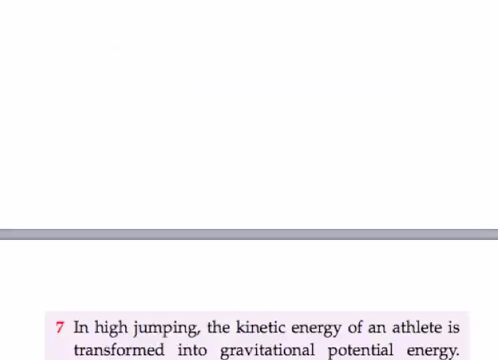 7 In high jumping, the kinetic energy of an athlete is
transformed into gravitational potential energy.